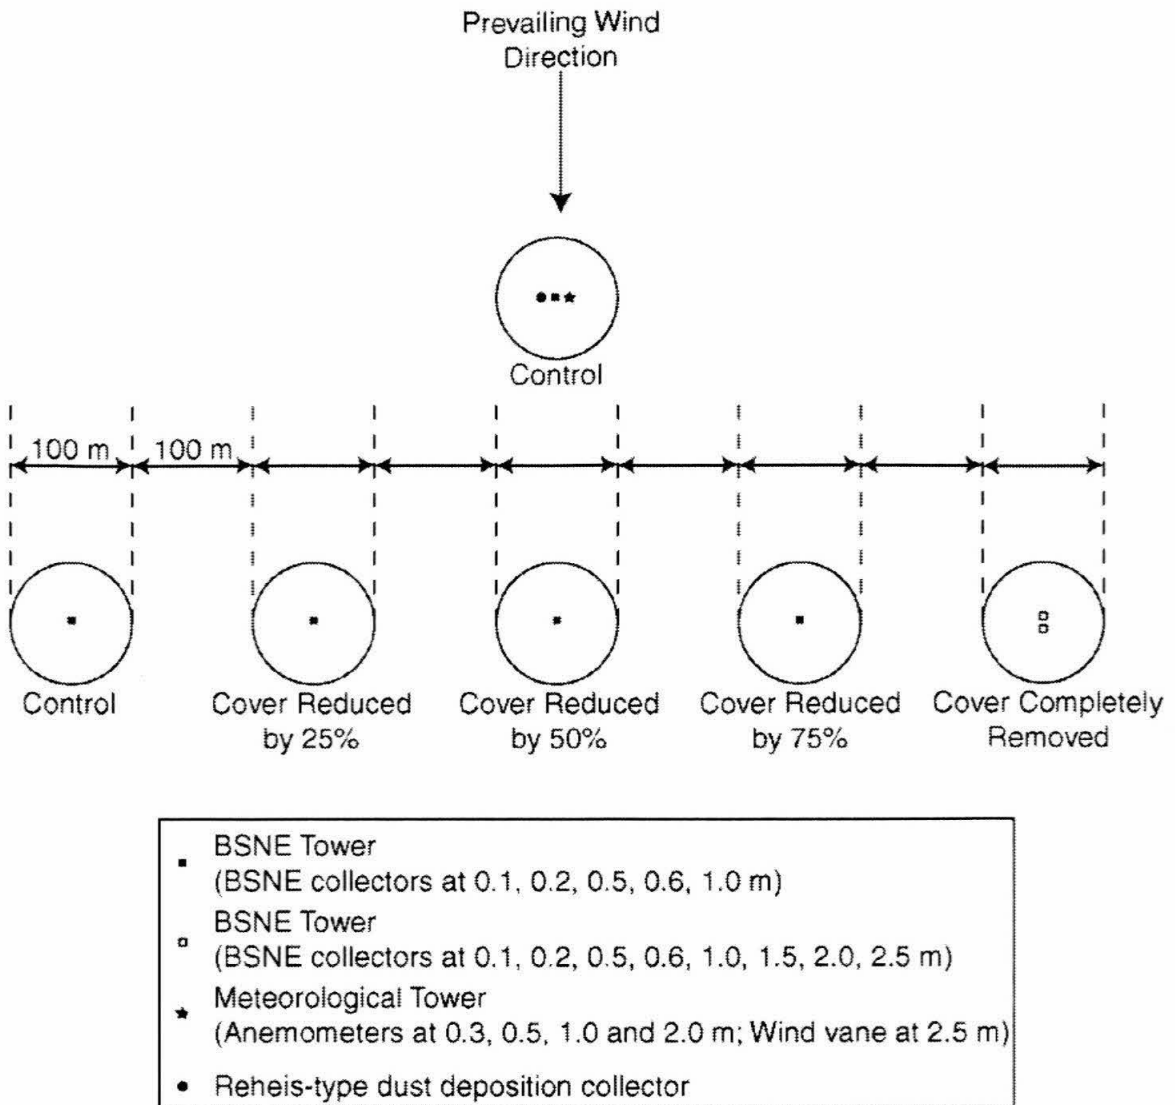 Prevailing Wind
Direction
Control
100 m 100 m
Control
Cover Reduced
by 25%
Cover Reduced
by 50%
Cover Reduced
by 75%
Cover Completely
Removed
BSNE Tower
(BSNE collectors at 0.1, 0.2, 0.5, 0.6, 1.0 m)
BSNE Tower
(BSNE collectors at 0.1, 0.2, 0.5, 0.6, 1.0, 1.5, 2.0, 2.5 m)
Meteorological Tower
(Anemometers at 0.3, 0.5, 1.0 and 2.0 m; Wind vane at 2.5 m)
Reheis-type dust deposition collector